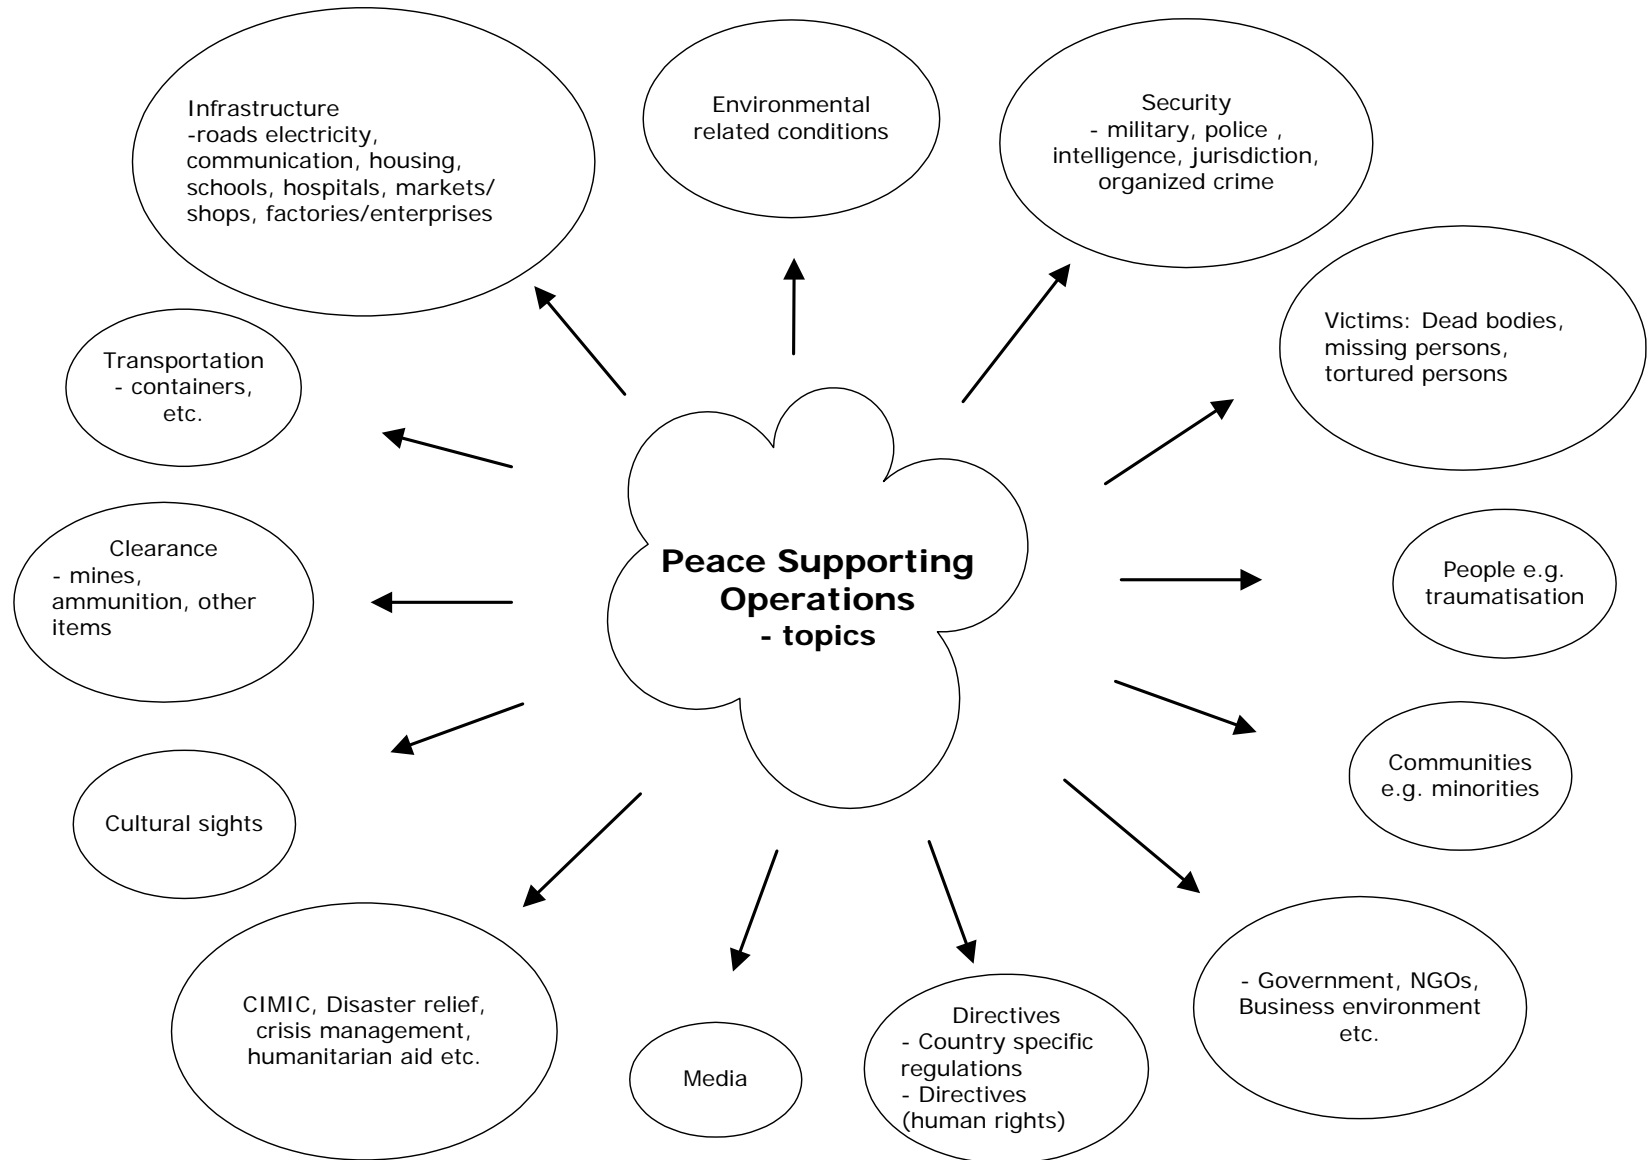 Infrastructure
-roads electricity,
communication, housing,
schools, hospitals, markets/
shops, factories/enterprises
Environmental
related conditions
Security
- military, police ,
intelligence, jurisdiction,
organized crime
Victims: Dead bodies,
missing persons,
tortured persons
Transportation
- containers,
etc.
Peace Supporting
Operations
- topics
Clearance
- mines,
ammunition, other
items
People e.g.
traumatisation
Communities
e.g. minorities
Cultural sights
CIMIC, Disaster relief,
crisis management,
humanitarian aid etc.
Media
Directives
- Country specific
regulations
- Directives
(human rights)
- Government, NGOs,
Business environment
etc.